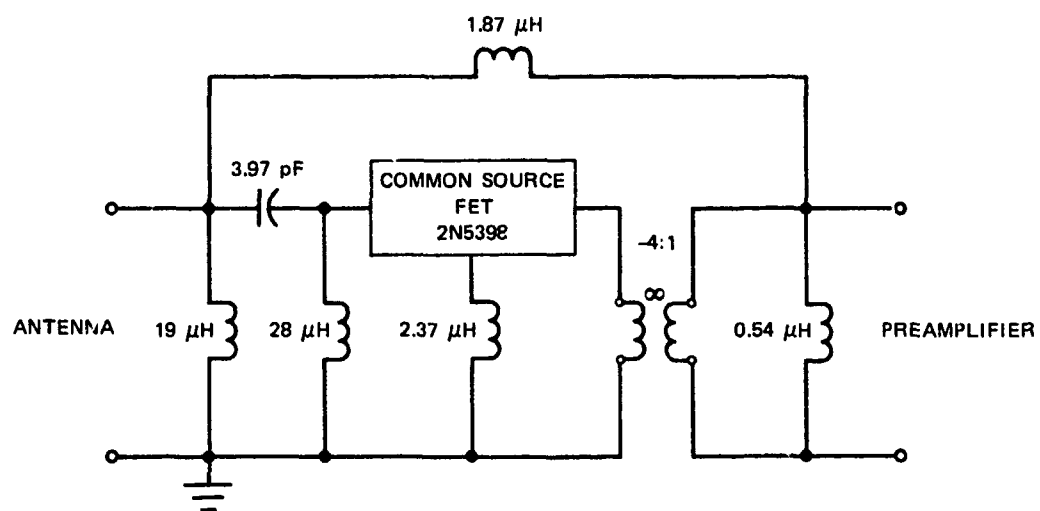 1.87 μH
3.97 pF
COMMON SOURCE
FET
2N5398
-4:1
∞
ANTENNA
19 μH
28 μH
2.37 μH
0.54 μH
PREAMPLIFIER